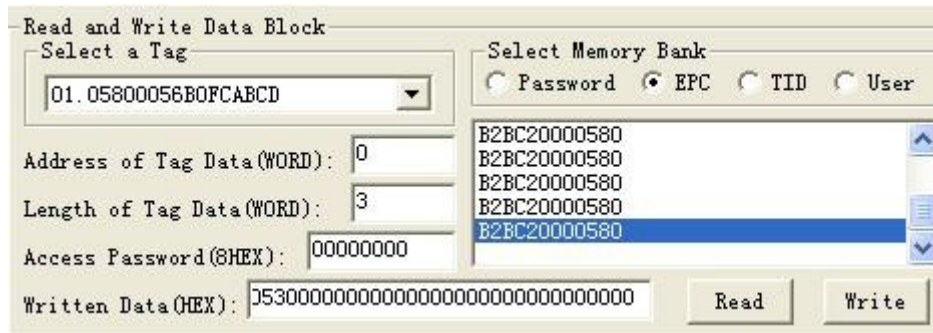 Read and Write Data Block
Select a Tag
01.05800056B0FCABCD
Select Memory Bank
Password EPC TID User
Address of Tag Data(WORD): 0
Length of Tag Data(WORD): 3
Access Password(8HEX): 00000000
B2BC20000580
B2BC20000580
B2BC20000580
B2BC20000580
B2BC20000580
Written Data(HEX):
Read Write